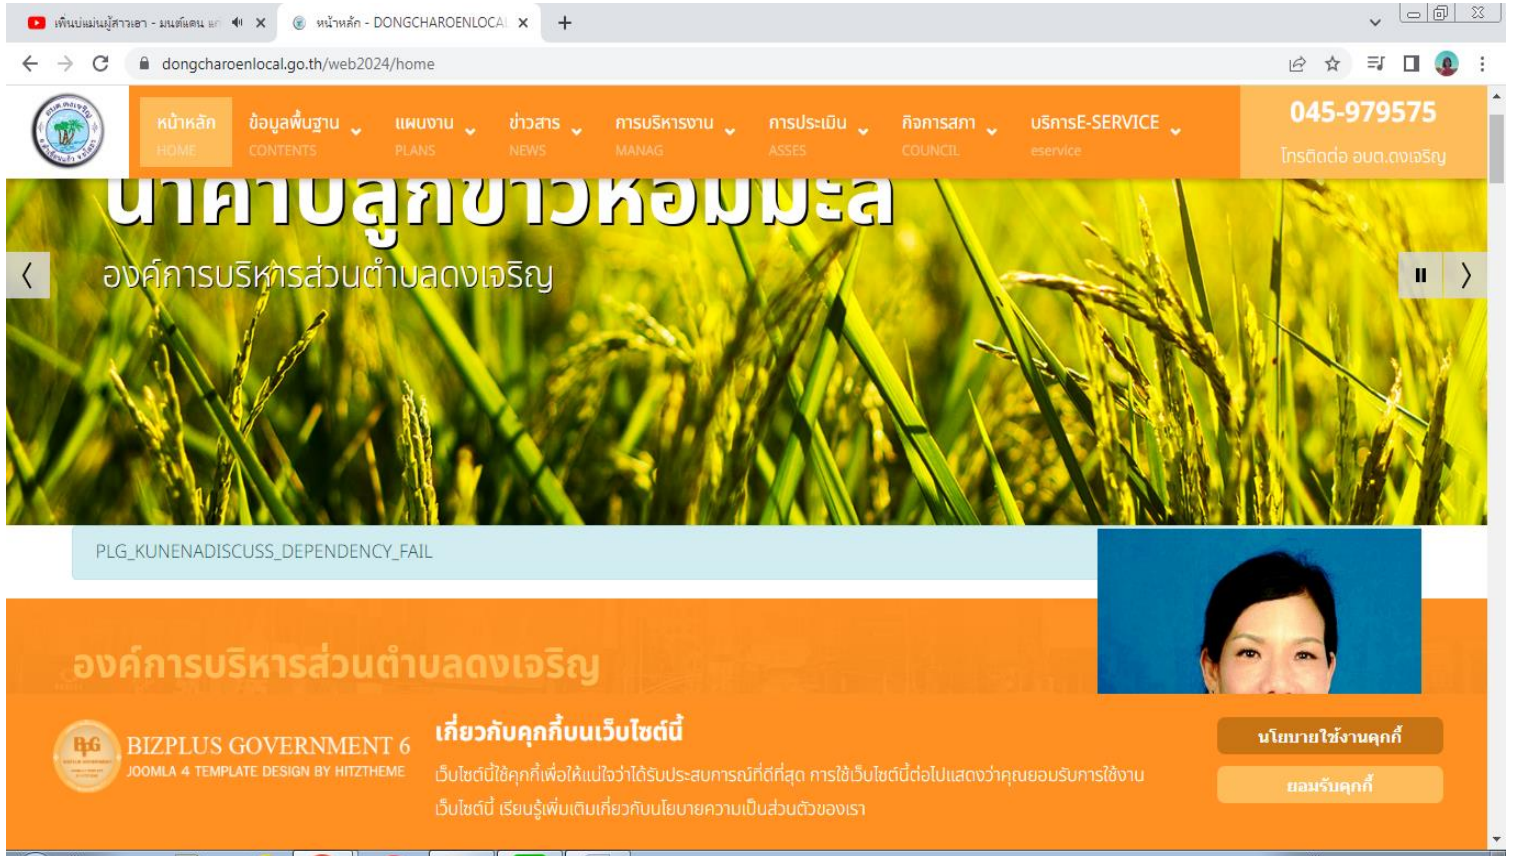 เพิ่นบ่แม่นผู้สาวเอา - มนต์แคน แก
หน้าหลัก - DONGCHAROENLOCAL
dongcharoenlocal.go.th/web2024/home
หน้าหลัก ข้อมูลพื้นฐาน แผนงาน ข่าวสาร การบริหารงาน การประเมิน กิจการสภา บริการE-SERVICE
HOME CONTENTS PLANS NEWS MANAG ASSES COUNCIL eservice
045-979575
โทรติดต่อ อบต.ดงเจริญ
องค์การบริหารส่วนตำบลดงเจริญ
PLG_KUNENADISCUSS_DEPENDENCY_FAIL
องค์การบริหารส่วนตำบลดงเจริญ
BPG
BIZPLUS GOVERNMENT 6
JOOMLA 4 TEMPLATE DESIGN BY HITZTHEME
เกี่ยวกับคุกกี้บนเว็บไซต์นี้
เว็บไซต์นี้ใช้คุกกี้เพื่อให้แน่ใจว่าได้รับประสบการณ์ที่ดีที่สุด การใช้เว็บไซต์นี้ต่อไปแสดงว่าคุณยอมรับการใช้งาน
เว็บไซต์นี้ เรียนรู้เพิ่มเติมเกี่ยวกับนโยบายความเป็นส่วนตัวของเรา
นโยบายใช้งานคุกกี้
ยอมรับคุกกี้